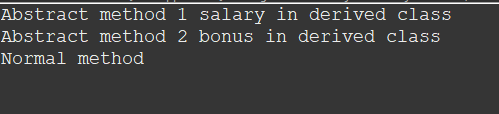 Abstract method 1 salary in derived class
Abstract method 2 bonus in derived class
Normal method